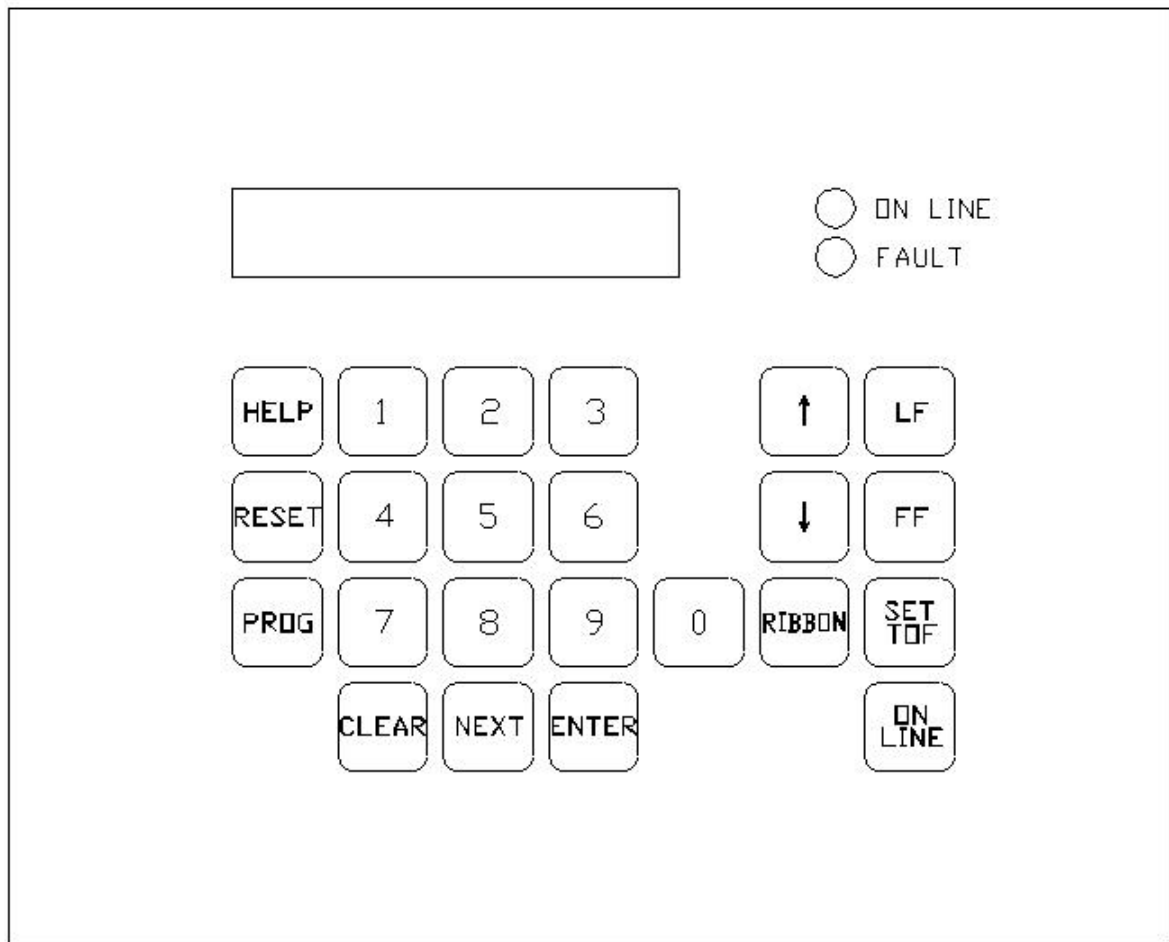 ON LINE
FAULT
HELP 1 2 3 ↑ LF
RESET 4 5 6 ↓ FF
PROG 7 8 9 0 RIBBON SET TOF
CLEAR NEXT ENTER ON LINE